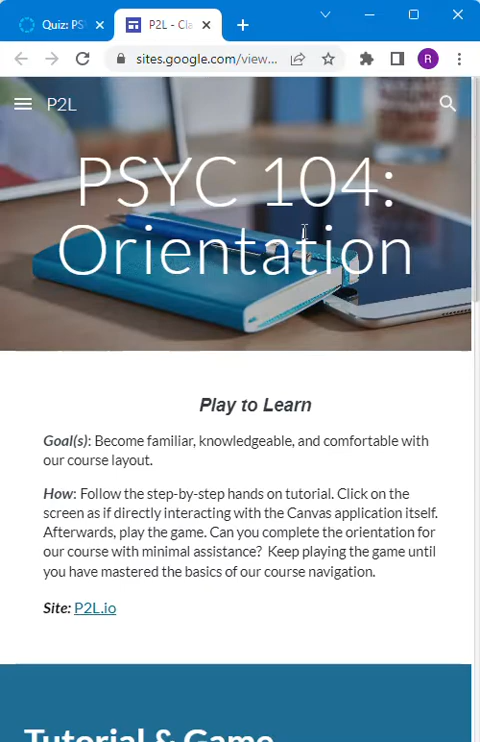 Quiz: PS
P2L - Cla
sites.google.com/view...
R
P2L
PSYC 104:
Orientation
Play to Learn
Goal(s): Become familiar, knowledgeable, and comfortable with
our course layout.
How: Follow the step-by-step hands on tutorial. Click on the
screen as if directly interacting with the Canvas application itself.
Afterwards, play the game. Can you complete the orientation for
our course with minimal assistance?  Keep playing the game until
you have mastered the basics of our course navigation.
Site: P2L.io
Tutorial & Game